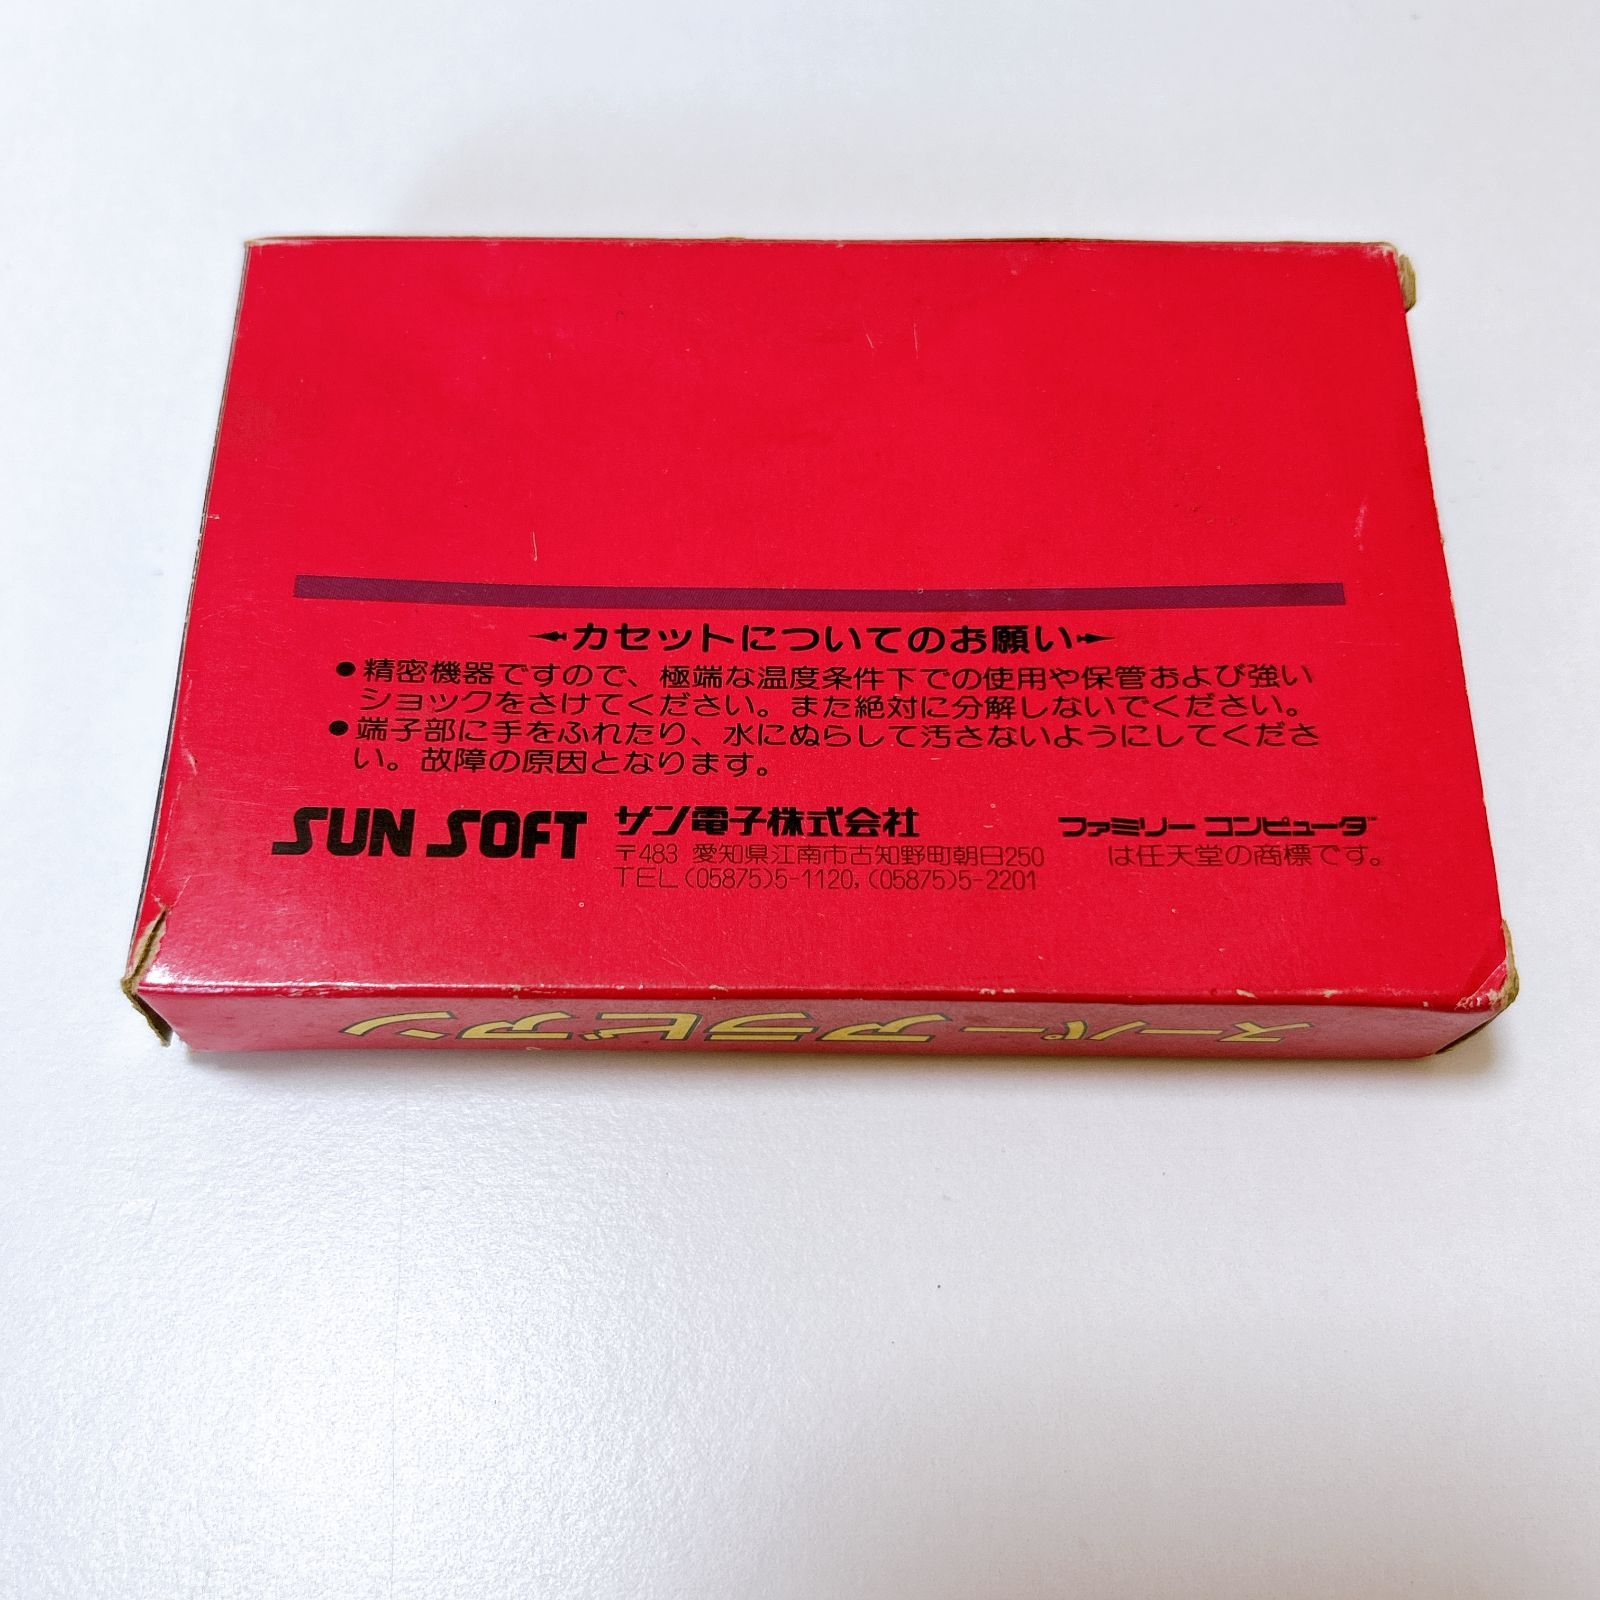 カセットについてのお願い
●精密機器ですので、極端な温度条件下での使用や保管および強い
ショックをさけてください。また絶対に分解しないでください。
●端子部に手をふれたり、水にぬらして汚さないようにしてくださ
い。故障の原因となります。
SUN SOFT サン電子株式会社
〒483 愛知県江南市古知野町朝日250
TEL(05875)5-1120,(05875)5-2201
ファミリーコンピュータ
は任天堂の商標です。
スーパーアラビアン